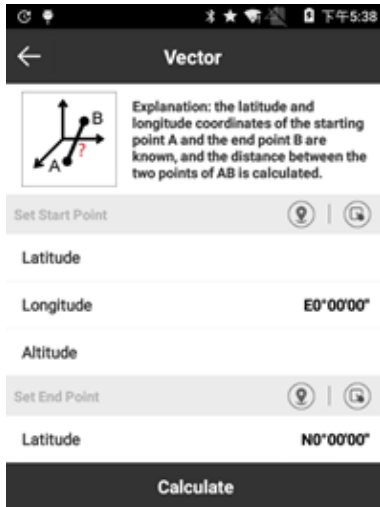 下午5:38
Vector
B
?
A
Explanation: the latitude and
longitude coordinates of the starting
point A and the end point B are
known, and the distance between the
two points of AB is calculated.
Set Start Point
Latitude
Longitude E0°00'00"
Altitude
Set End Point
Latitude N0°00'00"
Calculate